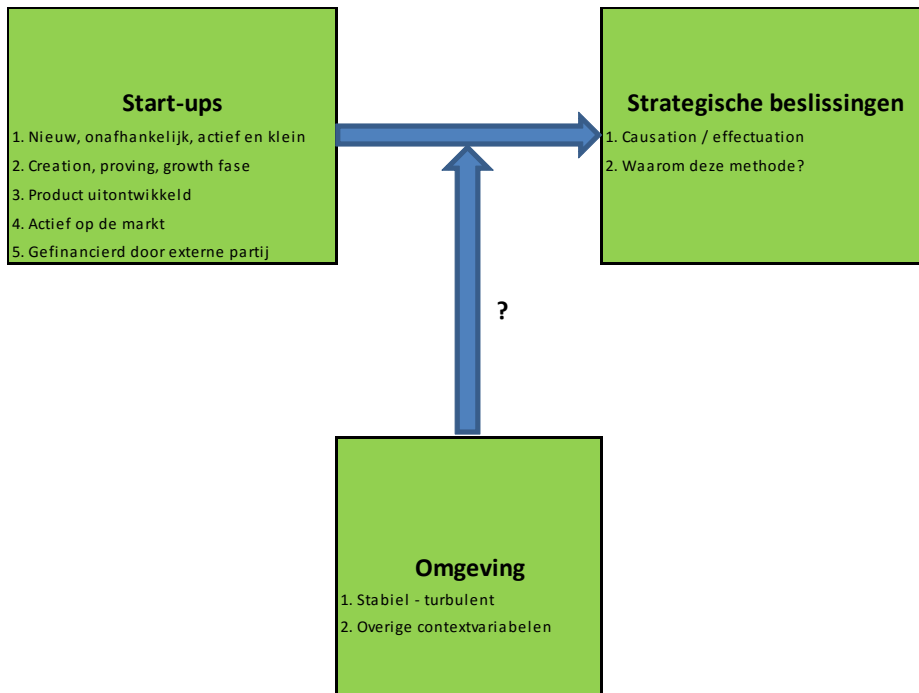 Start-ups
1. Nieuw, onafhankelijk, actief en klein
2. Creation, proving, growth fase
3. Product uitontwikkeld
4. Actief op de markt
5. Gefinancierd door externe partij
Strategische beslissingen
1. Causation / effectuation
2. Waarom deze methode?
?
Omgeving
1. Stabiel - turbulent
2. Overige contextvariabelen